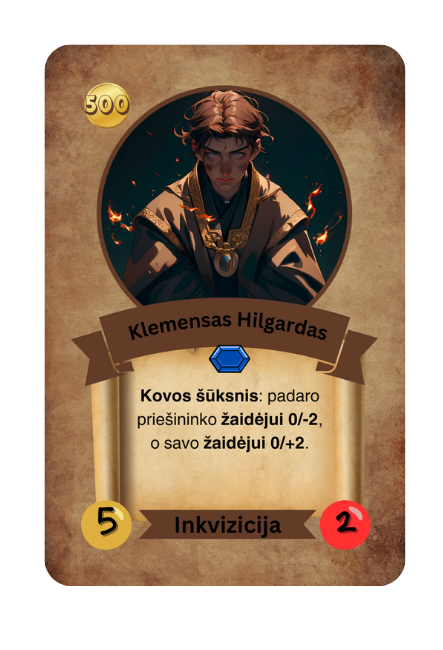 500
Klemensas Hilgardas
Kovos šūksnis: padaro
priešininko žaidėjui 0/-2,
o savo žaidėjui 0/+2.
5 Inkvizicija 2